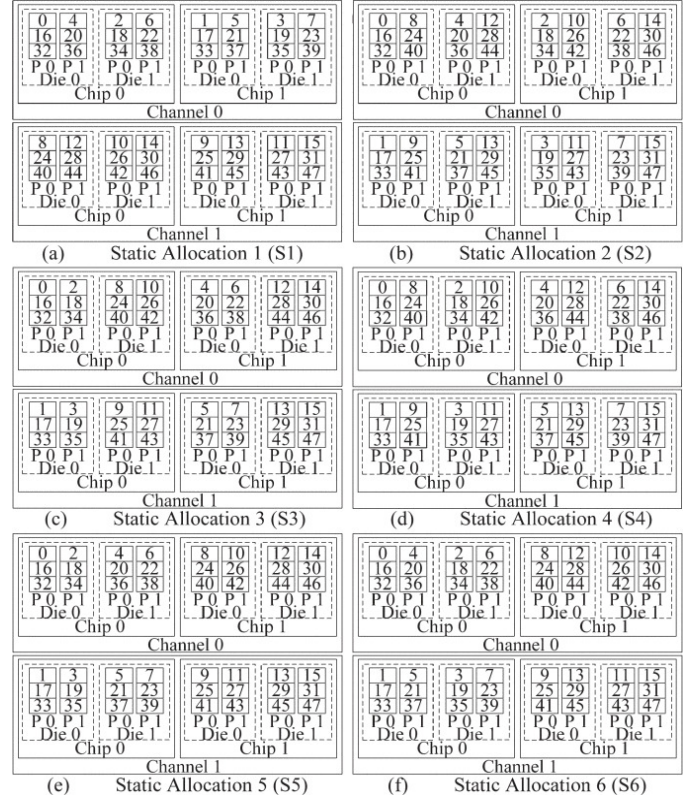 0 4 2 6 1 5 3 7
16 20 18 22 17 21 19 23
32 36 34 38 33 37 35 39
P 0 P 1 P 0 P 1 P 0 P 1 P 0 P 1
Die 0 Die 1 Die 0 Die 1
Chip 0 Chip 1
Channel 0
8 12 10 14 9 13 11 15
24 28 26 30 25 29 27 31
40 44 42 46 41 45 43 47
P 0 P 1 P 0 P 1 P 0 P 1 P 0 P 1
Die 0 Die 1 Die 0 Die 1
Chip 0 Chip 1
Channel 1
(a) Static Allocation 1 (S1)
0 8 4 12 2 10 6 14
16 24 20 28 18 26 22 30
32 40 36 44 34 42 38 46
P 0 P 1 P 0 P 1 P 0 P 1 P 0 P 1
Die 0 Die 1 Die 0 Die 1
Chip 0 Chip 1
Channel 0
1 9 5 13 3 11 7 15
17 25 21 29 19 27 23 31
33 41 37 45 35 43 39 47
P 0 P 1 P 0 P 1 P 0 P 1 P 0 P 1
Die 0 Die 1 Die 0 Die 1
Chip 0 Chip 1
Channel 1
(b) Static Allocation 2 (S2)
0 2 8 10 4 6 12 14
16 18 24 26 20 22 28 30
32 34 40 42 36 38 44 46
P 0 P 1 P 0 P 1 P 0 P 1 P 0 P 1
Die 0 Die 1 Die 0 Die 1
Chip 0 Chip 1
Channel 0
1 3 9 11 5 7 13 15
17 19 25 27 21 23 29 31
33 35 41 43 37 39 45 47
P 0 P 1 P 0 P 1 P 0 P 1 P 0 P 1
Die 0 Die 1 Die 0 Die 1
Chip 0 Chip 1
Channel 1
(c) Static Allocation 3 (S3)
0 8 2 10 4 12 6 14
16 24 18 26 20 28 22 30
32 40 34 42 36 44 38 46
P 0 P 1 P 0 P 1 P 0 P 1 P 0 P 1
Die 0 Die 1 Die 0 Die 1
Chip 0 Chip 1
Channel 0
1 9 3 11 5 13 7 15
17 25 19 27 21 29 23 31
33 41 35 43 37 45 39 47
P 0 P 1 P 0 P 1 P 0 P 1 P 0 P 1
Die 0 Die 1 Die 0 Die 1
Chip 0 Chip 1
Channel 1
(d) Static Allocation 4 (S4)
0 2 4 6 8 10 12 14
16 18 20 22 24 26 28 30
32 34 36 38 40 42 44 46
P 0 P 1 P 0 P 1 P 0 P 1 P 0 P 1
Die 0 Die 1 Die 0 Die 1
Chip 0 Chip 1
Channel 0
1 3 5 7 9 11 13 15
17 19 21 23 25 27 29 31
33 35 37 39 41 43 45 47
P 0 P 1 P 0 P 1 P 0 P 1 P 0 P 1
Die 0 Die 1 Die 0 Die 1
Chip 0 Chip 1
Channel 1
(e) Static Allocation 5 (S5)
0 4 2 6 8 12 10 14
16 20 18 22 24 28 26 30
32 36 34 38 40 44 42 46
P 0 P 1 P 0 P 1 P 0 P 1 P 0 P 1
Die 0 Die 1 Die 0 Die 1
Chip 0 Chip 1
Channel 0
1 5 3 7 9 13 11 15
17 21 19 23 25 29 27 31
33 37 35 39 41 45 43 47
P 0 P 1 P 0 P 1 P 0 P 1 P 0 P 1
Die 0 Die 1 Die 0 Die 1
Chip 0 Chip 1
Channel 1
(f) Static Allocation 6 (S6)